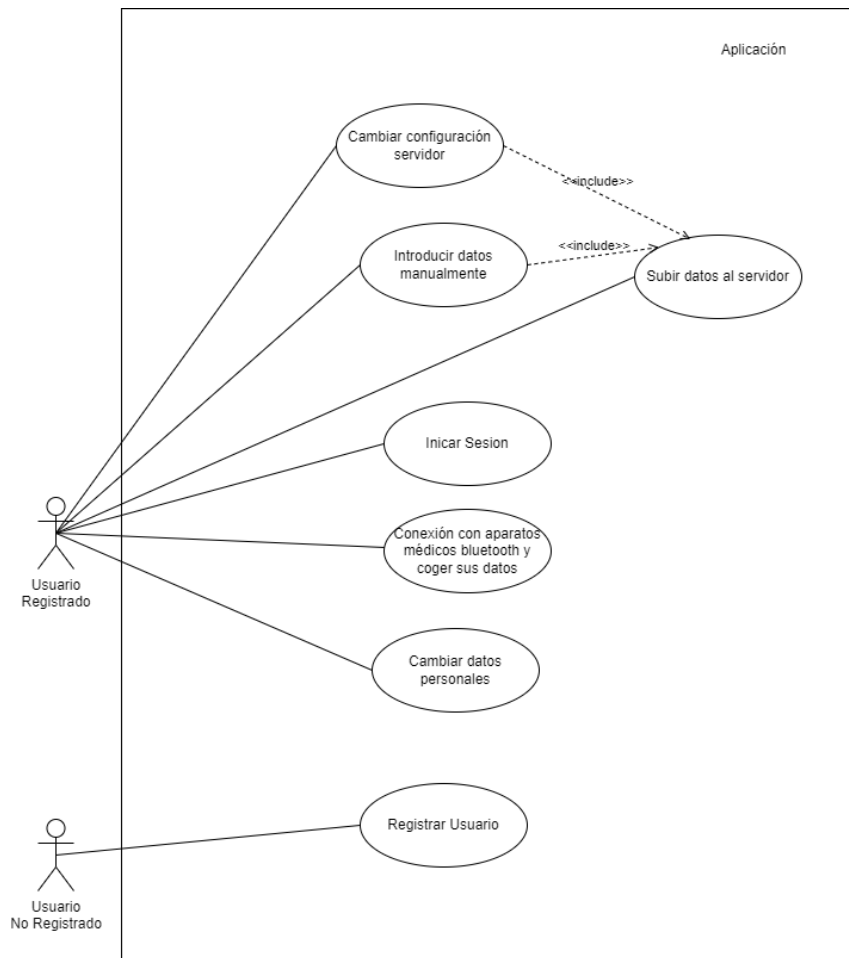 Aplicación
Cambiar configuración
servidor
<<include>>
Introducir datos
manualmente
<<include>>
Subir datos al servidor
Inicar Sesion
Conexión con aparatos
médicos bluetooth y
coger sus datos
Usuario
Registrado
Cambiar datos
personales
Registrar Usuario
Usuario
No Registrado